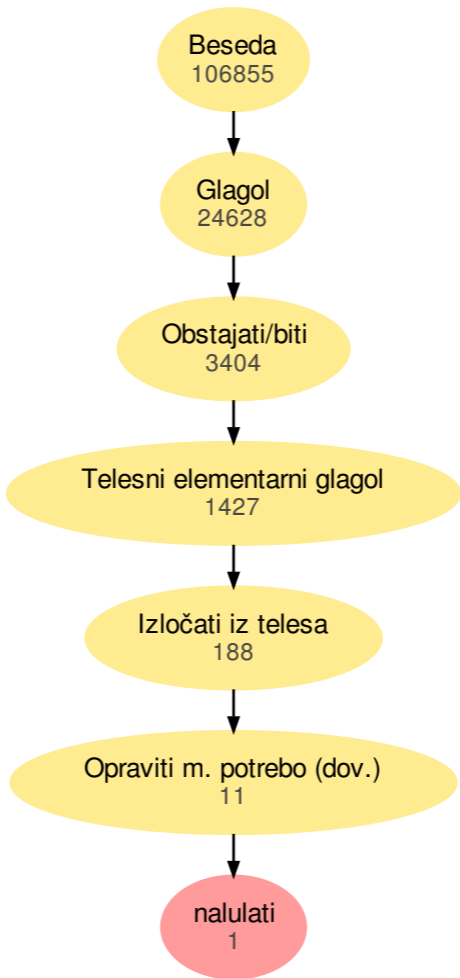 Beseda
106855
Glagol
24628
Obstajati/biti
3404
Telesni elementarni glagol
1427
Izločati iz telesa
188
Opraviti m. potrebo (dov.)
11
nalulati
1